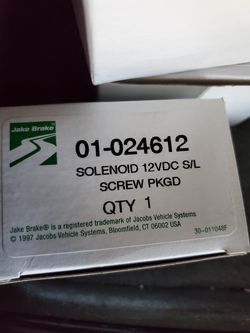 Jake Brake®
01-024612
SOLENOID 12VDC S/L
SCREW PKGD
QTY 1
Jake Brake® is a registered trademark of Jacobs Vehicle Systems
© 1997 Jacobs Vehicle Systems, Bloomfield, CT 06002 USA
30-011048F